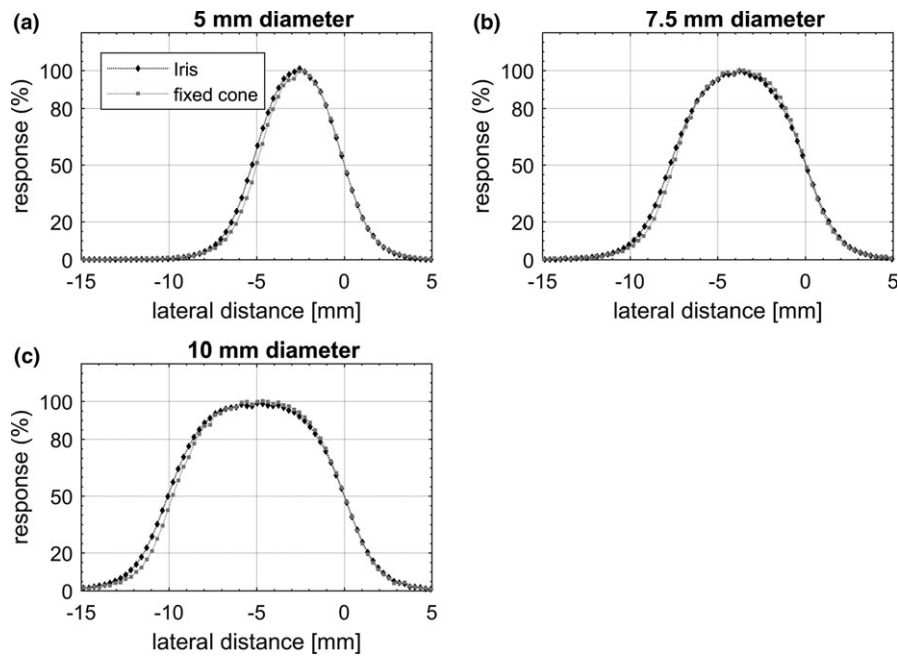 (a) 5 mm diameter
response (%)
100
80
50
20
0
Iris
fixed cone
-15 -10 -5 0 5
lateral distance [mm]
(b) 7.5 mm diameter
response (%)
100
80
50
20
0
-15 -10 -5 0 5
lateral distance [mm]
(c) 10 mm diameter
response (%)
100
80
50
20
0
-15 -10 -5 0 5
lateral distance [mm]